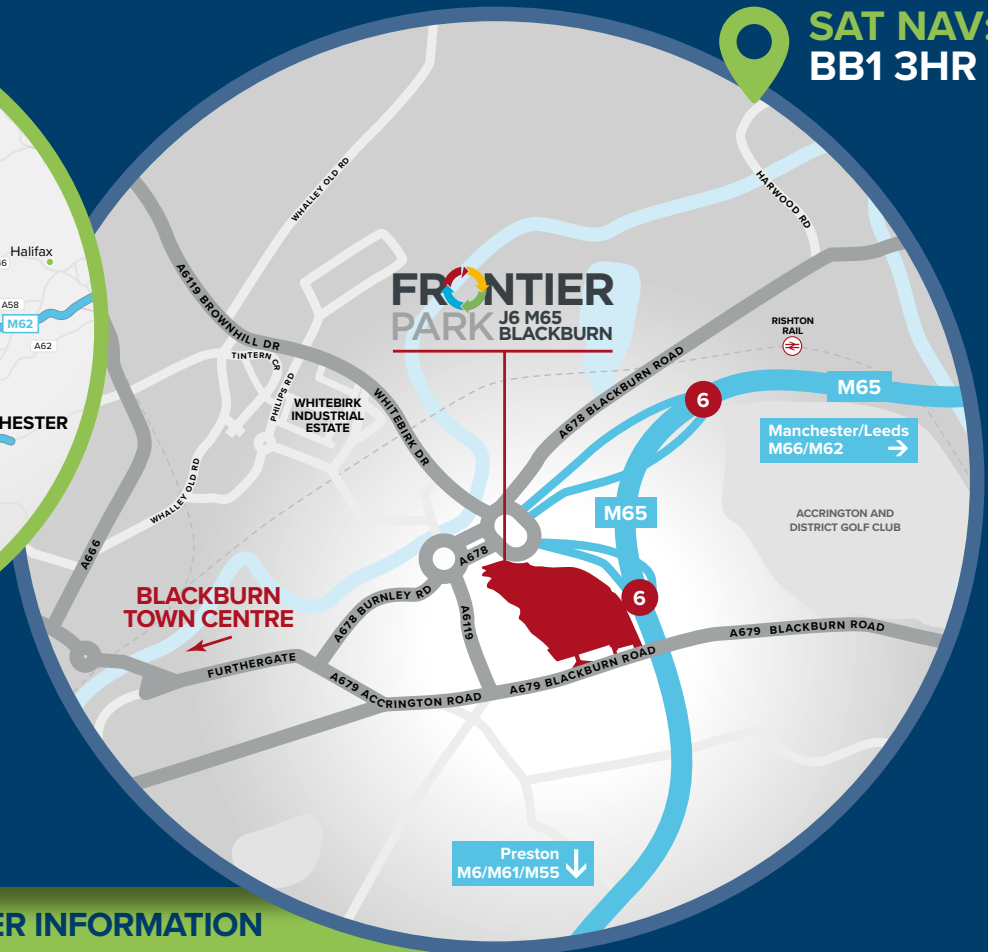 SAT NAV:
BB1 3HR
Halifax
A58
M62
A62
WHALLEY OLD RD
HARWOOD RD
A6119 BROWNHILL DR
FRONTIER
PARK J6 M65
BLACKBURN
RISHTON
RAIL
TINTERN CR
PHILIPS RD
WHITEBIRK
INDUSTRIAL
ESTATE
WHITEBIRK DR
A678 BLACKBURN ROAD
6
M65
Manchester/Leeds
M66/M62
WHALLEY OLD RD
M65
ACCRINGTON AND
DISTRICT GOLF CLUB
A666
A678
BLACKBURN
TOWN CENTRE
A678 BURNLEY RD
A6119
6
A679 BLACKBURN ROAD
FURTHERGATE
A679 ACCRINGTON ROAD
A679 BLACKBURN ROAD
Preston
M6/M61/M55
INFORMATION